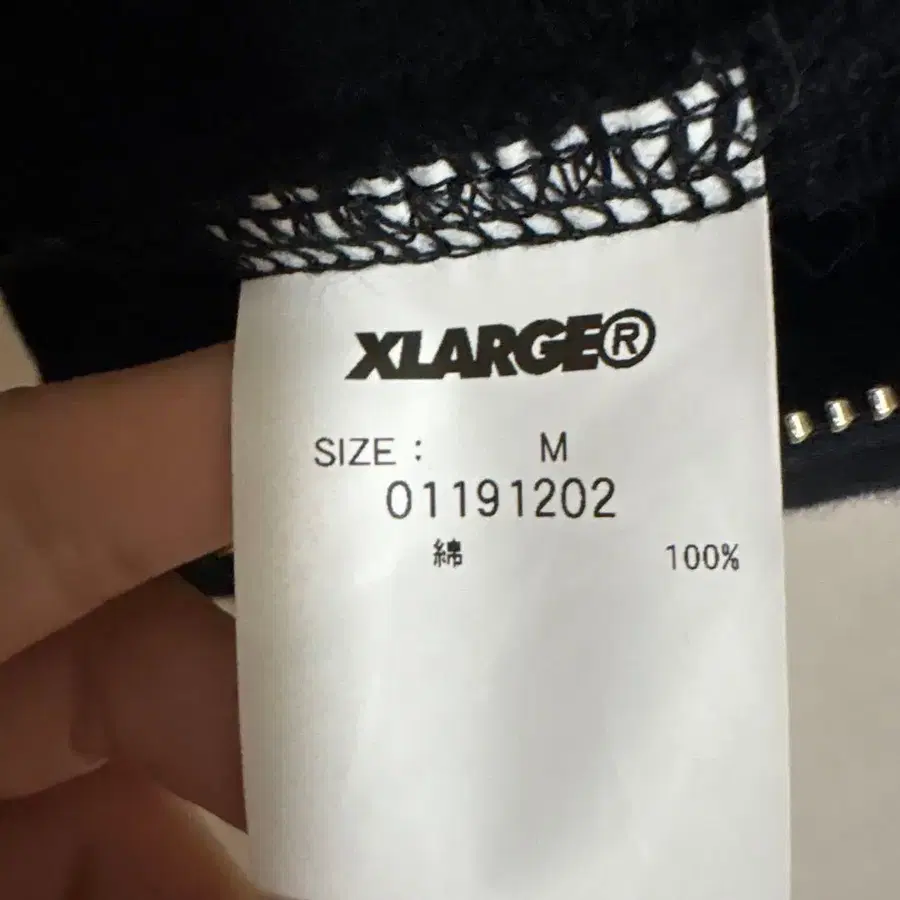 XLARGE®
SIZE : M
01191202
綿 100%